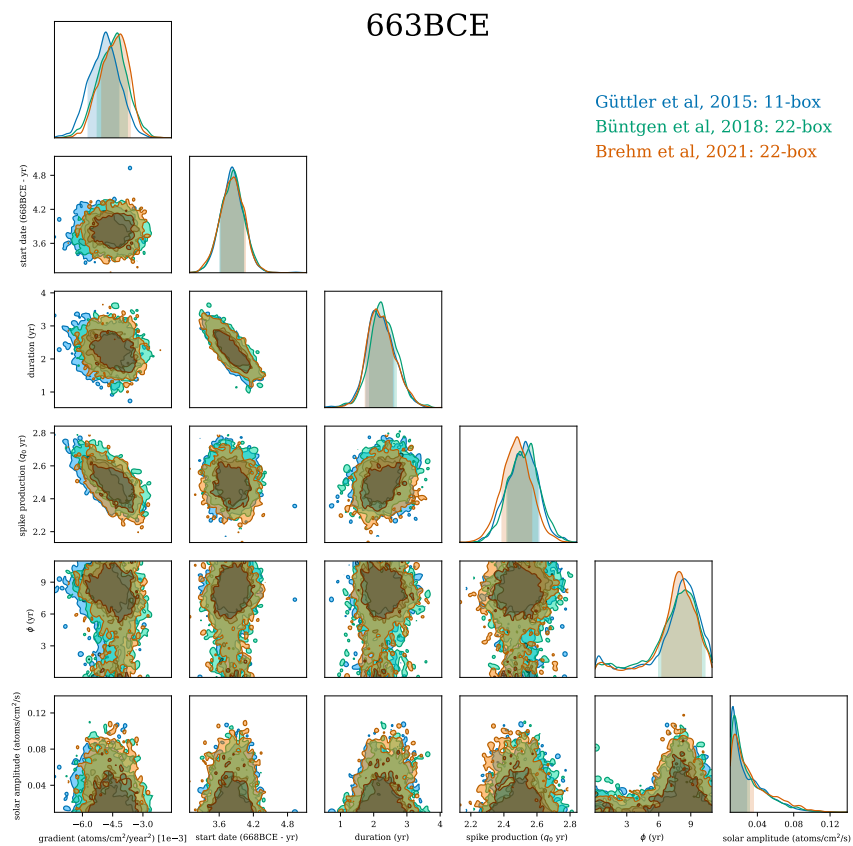 663BCE
Güttler et al, 2015: 11-box
Büntgen et al, 2018: 22-box
Brehm et al, 2021: 22-box
start date (668BCE - yr)
4.8
4.2
3.6
duration (yr)
4
3
2
1
spike production (q₀ yr)
2.8
2.6
2.4
2.2
ϕ (yr)
9
6
3
solar amplitude (atoms/cm²/s)
0.12
0.08
0.04
−6.0 −4.5 −3.0
3.6 4.2 4.8
1 2 3 4
2.2 2.4 2.6 2.8
3 6 9
0.04 0.08 0.12
gradient (atoms/cm²/year²) [1e−3]
start date (668BCE - yr)
duration (yr)
spike production (q₀ yr)
ϕ (yr)
solar amplitude (atoms/cm²/s)